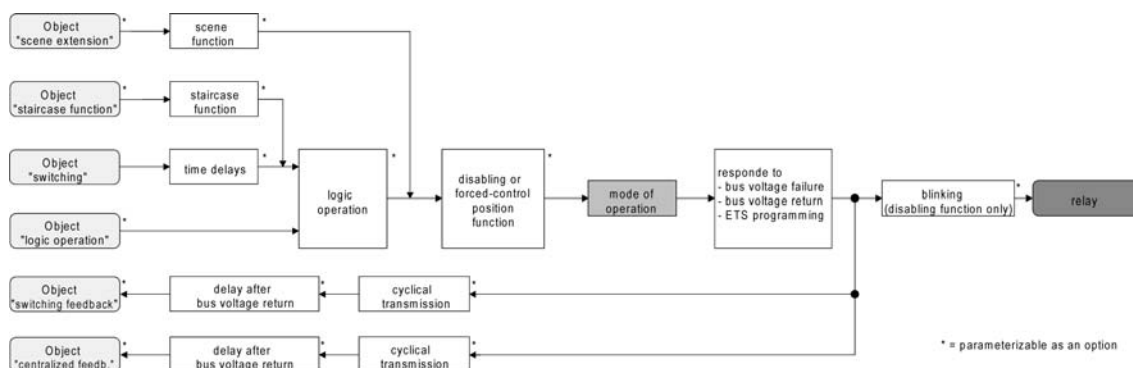 Object
"scene extension"
*
scene
function
*
Object
"staircase function"
*
staircase
function
*
Object
"switching"
time delays
*
logic
operation
*
disabling or
forced-control
position
function
*
mode of
operation
responde to
- bus voltage failure
- bus voltage return
- ETS programming
blinking
(disabling function only)
*
relay
Object
"logic operation"
*
Object
"switching feedback"
*
delay after
bus voltage return
*
cyclical
transmission
*
Object
"centralized feedb."
*
delay after
bus voltage return
*
cyclical
transmission
*
* = parameterizable as an option